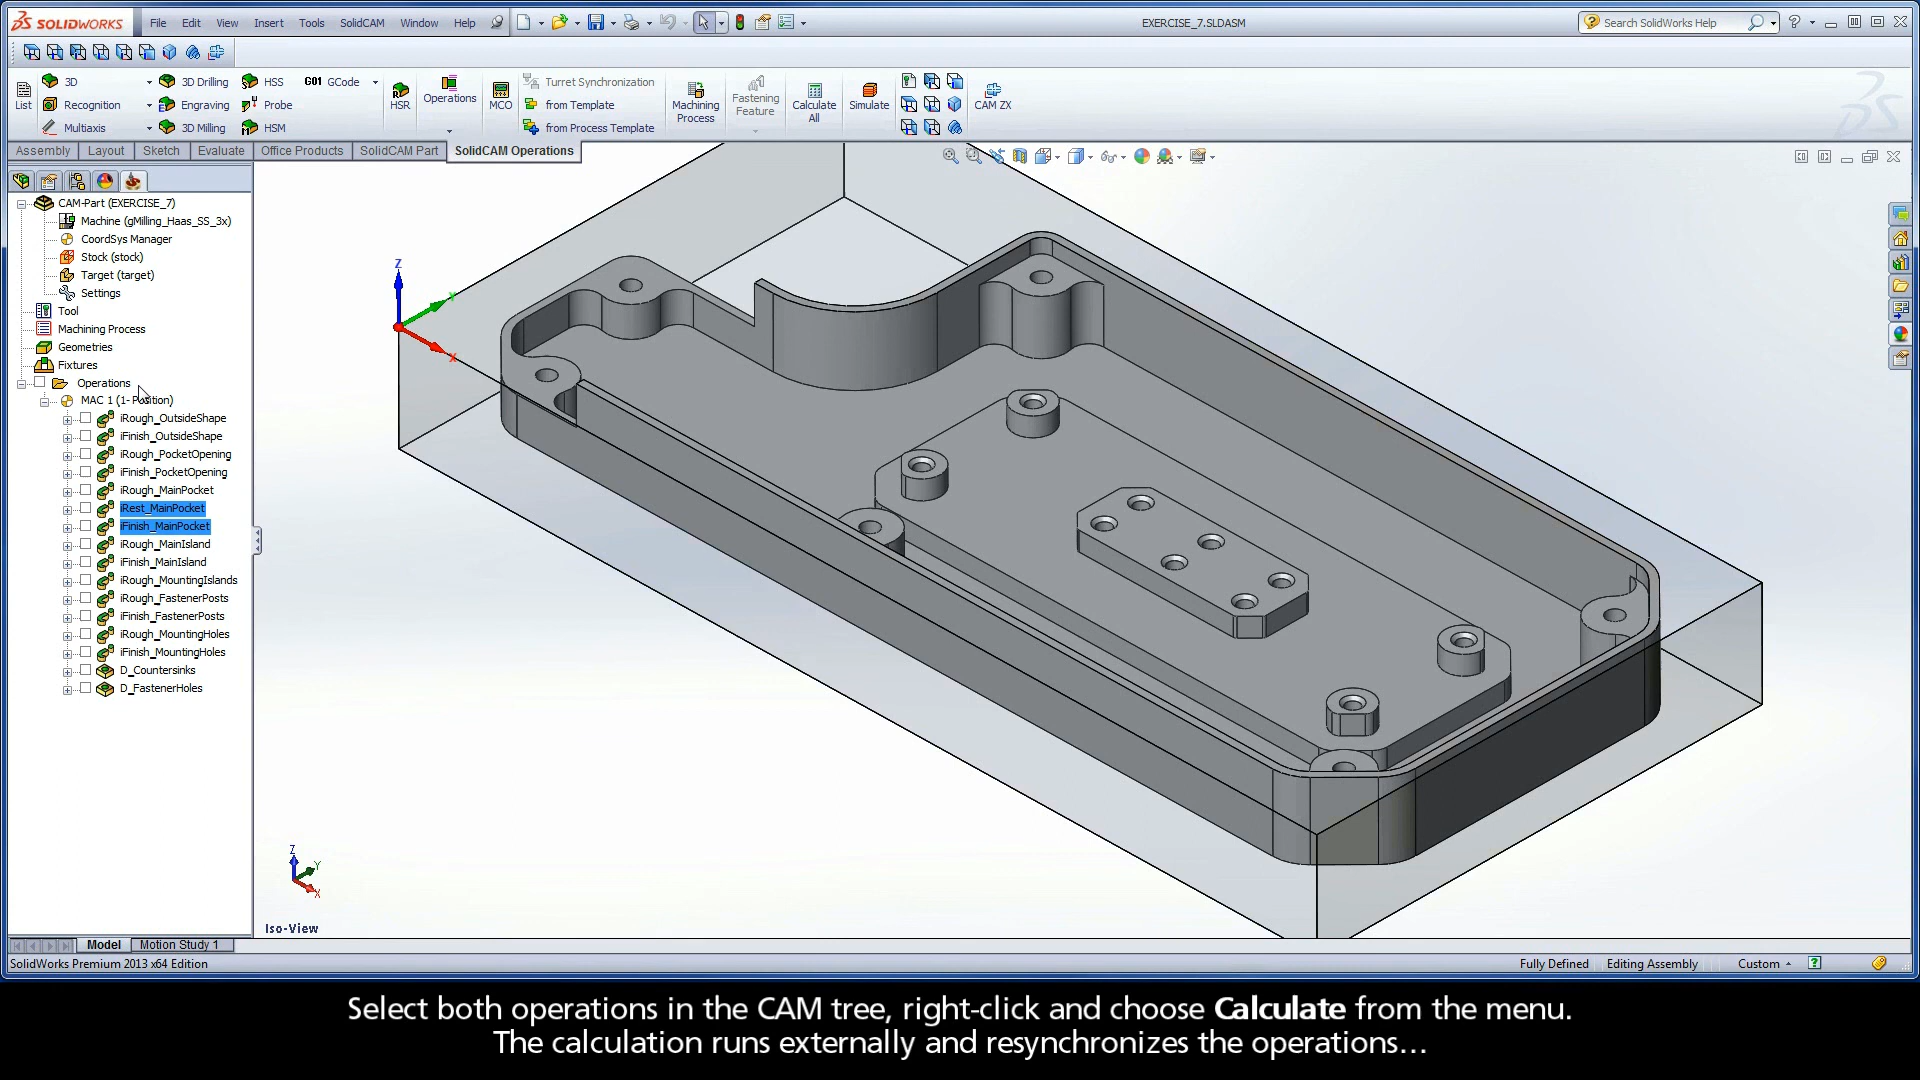 SOLIDWORKS File Edit View Insert Tools SolidCAM Window Help EXERCISE_7.SLDASM Search SolidWorks Help
3D 3D Drilling HSS G01 GCode Turret Synchronization
List Recognition Engraving Probe HSR Operations MCO from Template Machining Process Fastening Feature Calculate All Simulate CAM ZX
Multiaxis 3D Milling HSM from Process Template
Assembly Layout Sketch Evaluate Office Products SolidCAM Part SolidCAM Operations
CAM-Part (EXERCISE_7)
Machine (gMilling_Haas_SS_3x)
CoordSys Manager
Stock (stock)
Target (target)
Settings
Tool
Machining Process
Geometries
Fixtures
Operations
MAC 1 (1- Position)
iRough_OutsideShape
iFinish_OutsideShape
iRough_PocketOpening
iFinish_PocketOpening
iRough_MainPocket
iRest_MainPocket
iFinish_MainPocket
iRough_MainIsland
iFinish_MainIsland
iRough_MountingIslands
iRough_FastenerPosts
iFinish_FastenerPosts
iRough_MountingHoles
iFinish_MountingHoles
D_Countersinks
D_FastenerHoles
Z
Y
X
Z
Y
X
Iso-View
Model Motion Study 1
SolidWorks Premium 2013 x64 Edition Fully Defined Editing Assembly Custom
Select both operations in the CAM tree, right-click and choose Calculate from the menu.
The calculation runs externally and resynchronizes the operations...